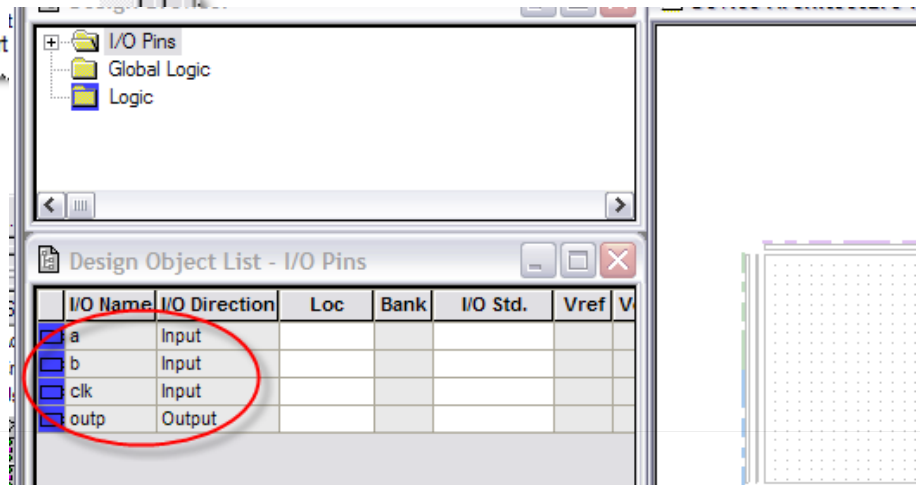 I/O Pins
Global Logic
Logic
Design Object List - I/O Pins
I/O Name I/O Direction Loc Bank I/O Std. Vref
a Input
b Input
clk Input
outp Output